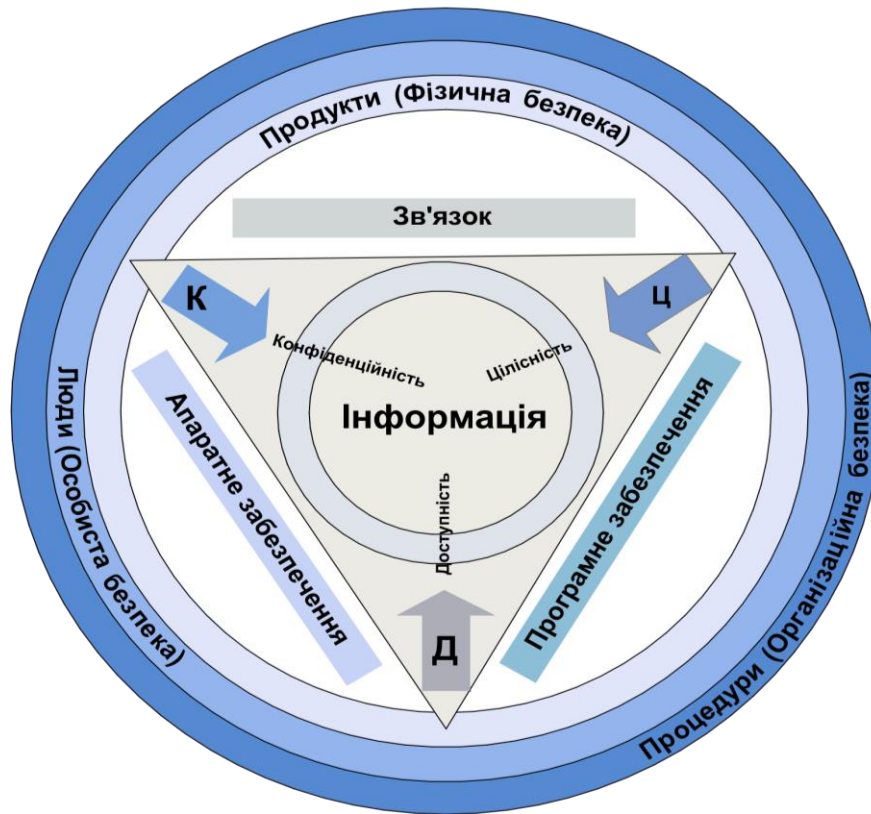 Продукти (Фізична безпека)
Зв'язок
К
Ц
Конфіденційність
Цілісність
Інформація
Доступність
Д
Апаратне забезпечення
Програмне забезпечення
Люди (Особиста безпека)
Процедури (Організаційна безпека)